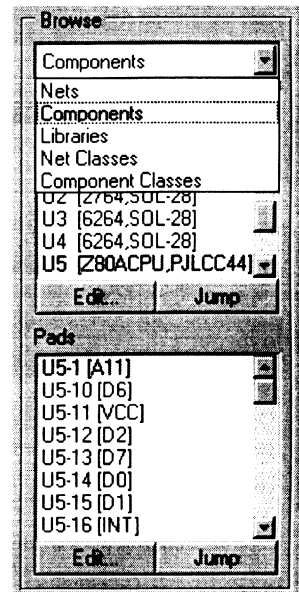 Browse
Components
Nets
Components
Libraries
Net Classes
Component Classes
U2 [2764,SOL-28]
U3 [6264,SOL-28]
U4 [6264,SOL-28]
U5 [Z80ACPU,PJLCC44]
Edit... Jump
Pads
U5-1 [A11]
U5-10 [D6]
U5-11 [VCC]
U5-12 [D2]
U5-13 [D7]
U5-14 [D0]
U5-15 [D1]
U5-16 [INT]
Edit... Jump